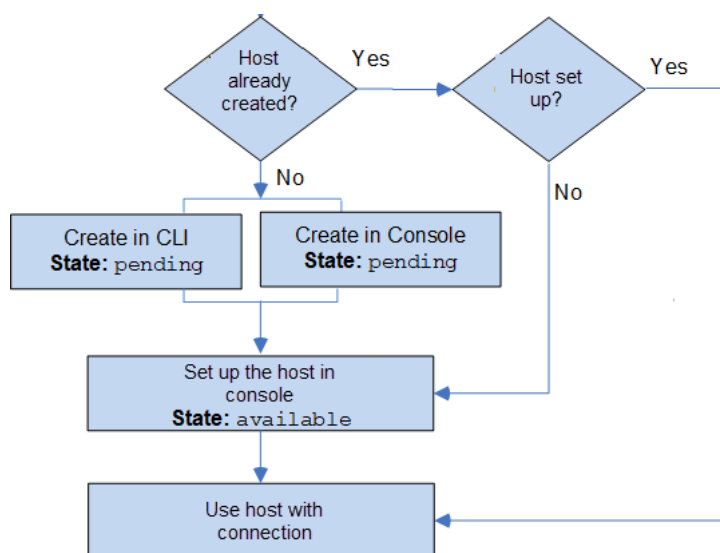 Host
already
created?
Yes
Host set
up?
Yes
No
No
Create in CLI
State: pending
Create in Console
State: pending
Set up the host in
console
State: available
Use host with
connection